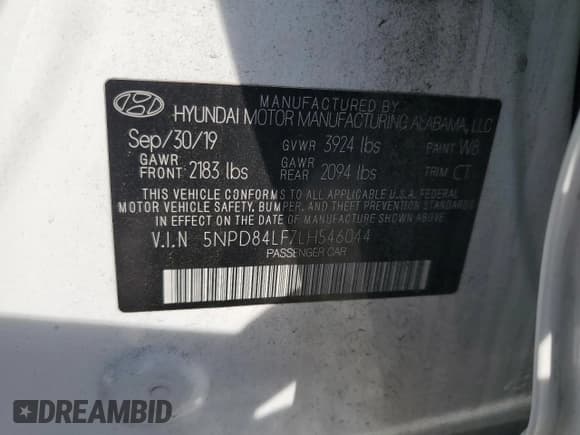 MANUFACTURED BY
HYUNDAI MOTOR MANUFACTURING ALABAMA, LLC
Sep/30/19 GVWR 3924 lbs PAINT W8
GAWR FRONT 2183 lbs GAWR REAR 2094 lbs TRIM CT
THIS VEHICLE CONFORMS TO ALL APPLICABLE U.S.A. FEDERAL
MOTOR VEHICLE SAFETY, BUMPER, AND THEFT PREVENTION STANDARDS
IN EFFECT ON THE DATE OF MANUFACTURE SHOWN ABOVE.
V.I.N 5NPD84LF7LH546044
PASSENGER CAR
DREAMBID